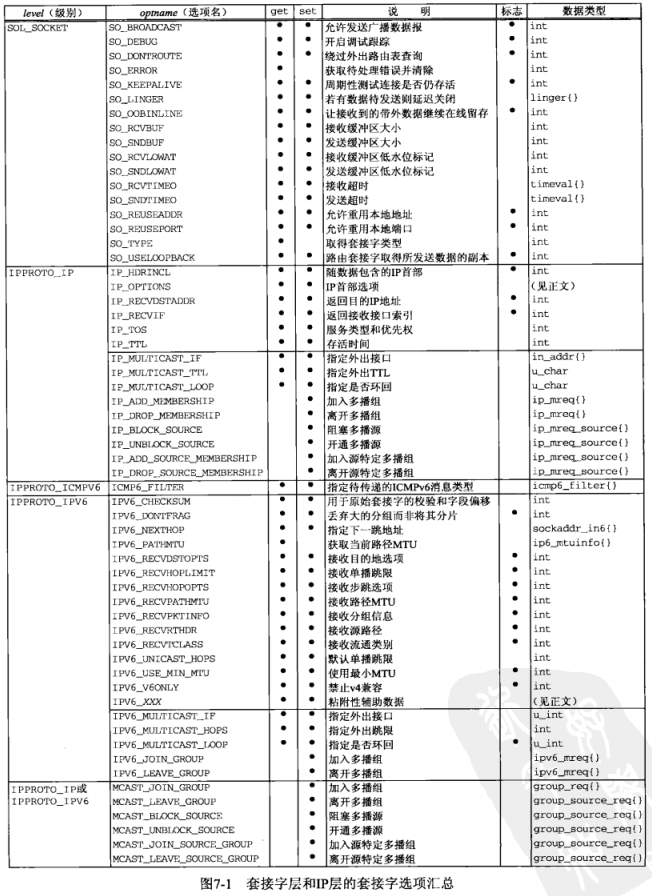 level（级别） optname（选项名） get set 说 明 标志 数据类型
SOL_SOCKET SO_BROADCAST • • 允许发送广播数据报 • int
SO_DEBUG • • 开启调试跟踪 • int
SO_DONTROUTE • • 绕过外出路由表查询 • int
SO_ERROR • 获取待处理错误并清除 int
SO_KEEPALIVE • • 周期性测试连接是否仍存活 • int
SO_LINGER • • 若有数据待发送则延迟关闭 linger{}
SO_OOBINLINE • • 让接收到的带外数据继续在线留存 • int
SO_RCVBUF • • 接收缓冲区大小 int
SO_SNDBUF • • 发送缓冲区大小 int
SO_RCVLOWAT • • 接收缓冲区低水位标记 int
SO_SNDLOWAT • • 发送缓冲区低水位标记 int
SO_RCVTIMEO • • 接收超时 timeval{}
SO_SNDTIMEO • • 发送超时 timeval{}
SO_REUSEADDR • • 允许重用本地地址 • int
SO_REUSEPORT • • 允许重用本地端口 • int
SO_TYPE • 取得套接字类型 int
SO_USELOOPBACK • • 路由套接字取得所发送数据的副本 • int
IPPROTO_IP IP_HDRINCL • • 随数据包含的IP首部 • int
IP_OPTIONS • • IP首部选项 （见正文）
IP_RECVDSTADDR • • 返回目的IP地址 • int
IP_RECVIF • • 返回接收接口索引 • int
IP_TOS • • 服务类型和优先权 int
IP_TTL • • 存活时间 int
IP_MULTICAST_IF • • 指定外出接口 in_addr{}
IP_MULTICAST_TTL • • 指定外出TTL u_char
IP_MULTICAST_LOOP • • 指定是否环回 u_char
IP_ADD_MEMBERSHIP • 加入多播组 ip_mreq{}
IP_DROP_MEMBERSHIP • 离开多播组 ip_mreq{}
IP_BLOCK_SOURCE • 阻塞多播源 ip_mreq_source{}
IP_UNBLOCK_SOURCE • 开通多播源 ip_mreq_source{}
IP_ADD_SOURCE_MEMBERSHIP • 加入源特定多播组 ip_mreq_source{}
IP_DROP_SOURCE_MEMBERSHIP • 离开源特定多播组 ip_mreq_source{}
IPPROTO_ICMPV6 ICMP6_FILTER • • 指定待传递的ICMPv6消息类型 icmp6_filter{}
IPPROTO_IPV6 IPV6_CHECKSUM • • 用于原始套接字的校验和字段偏移 int
IPV6_DONTFRAG • • 丢弃大的分组而非将其分片 • int
IPV6_NEXTHOP • • 指定下一跳地址 sockaddr_in6{}
IPV6_PATHMTU • 获取当前路径MTU ip6_mtuinfo{}
IPV6_RECVDSTOPTS • • 接收目的地选项 • int
IPV6_RECVHOPLIMIT • • 接收单播跳限 • int
IPV6_RECVHOPOPTS • • 接收步跳选项 • int
IPV6_RECVPATHMTU • • 接收路径MTU • int
IPV6_RECVPKTINFO • • 接收分组信息 • int
IPV6_RECVRTHDR • • 接收源路径 • int
IPV6_RECVTCLASS • • 接收流通类别 • int
IPV6_UNICAST_HOPS • • 默认单播跳限 int
IPV6_USE_MIN_MTU • • 使用最小MTU • int
IPV6_V6ONLY • • 禁止v4兼容 • int
IPV6_XXX • • 粘附性辅助数据 （见正文）
IPV6_MULTICAST_IF • • 指定外出接口 u_int
IPV6_MULTICAST_HOPS • • 指定外出跳限 int
IPV6_MULTICAST_LOOP • • 指定是否环回 • u_int
IPV6_JOIN_GROUP • 加入多播组 ipv6_mreq{}
IPV6_LEAVE_GROUP • 离开多播组 ipv6_mreq{}
IPPROTO_IP或 MCAST_JOIN_GROUP • 加入多播组 group_req{}
IPPROTO_IPV6 MCAST_LEAVE_GROUP • 离开多播组 group_source_req{}
MCAST_BLOCK_SOURCE • 阻塞多播源 group_source_req{}
MCAST_UNBLOCK_SOURCE • 开通多播源 group_source_req{}
MCAST_JOIN_SOURCE_GROUP • 加入源特定多播组 group_source_req{}
MCAST_LEAVE_SOURCE_GROUP • 离开源特定多播组 group_source_req{}
图7-1 套接字层和IP层的套接字选项汇总